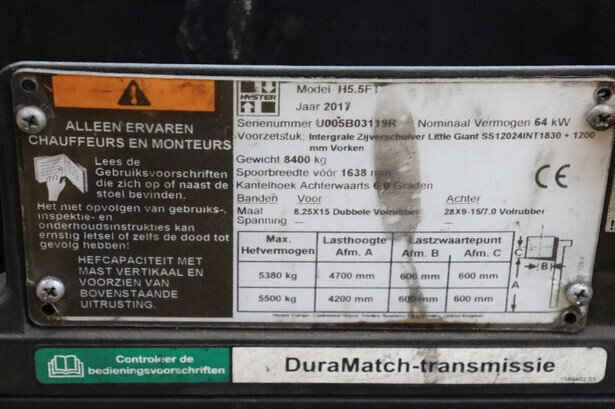 ALLEEN ERVAREN
CHAUFFEURS EN MONTEURS
Lees de
Gebruiksvoorschriften
die zich op of naast de
stoel bevinden.
Het niet opvolgen van gebruiks-,
inspektie- en
onderhoudsinstrukties kan
ernstig letsel of zelfs de dood tot
gevolg hebben!
HEFCAPACITEIT MET
MAST VERTIKAAL EN
VOORZIEN VAN
BOVENSTAANDE
UITRUSTING.
HYSTER
Model H5.5FT
Jaar 2017
Serienummer U005B03119R Nominaal Vermogen 64 kW
Voorzetstuk: Intergrale Zijverschuiver Little Giant SS12024INT1830 + 1200
mm Vorken
Gewicht 8400 kg
Spoorbreedte vóór 1638 mm
Kantelhoek Achterwaarts 6.0 Graden
Banden Voor Achter
Maat 8.25X15 Dubbele Volrubber 28X9-15/7.0 Volrubber
Spanning --- ---
Max. Hefvermogen Lasthoogte Afm. A Lastzwaartepunt Afm. B Afm. C
5380 kg 4700 mm 600 mm 600 mm
5500 kg 4200 mm 600 mm 600 mm
CE
C
B
A
Controleer de
bedieningsvoorschriften
DuraMatch-transmissie